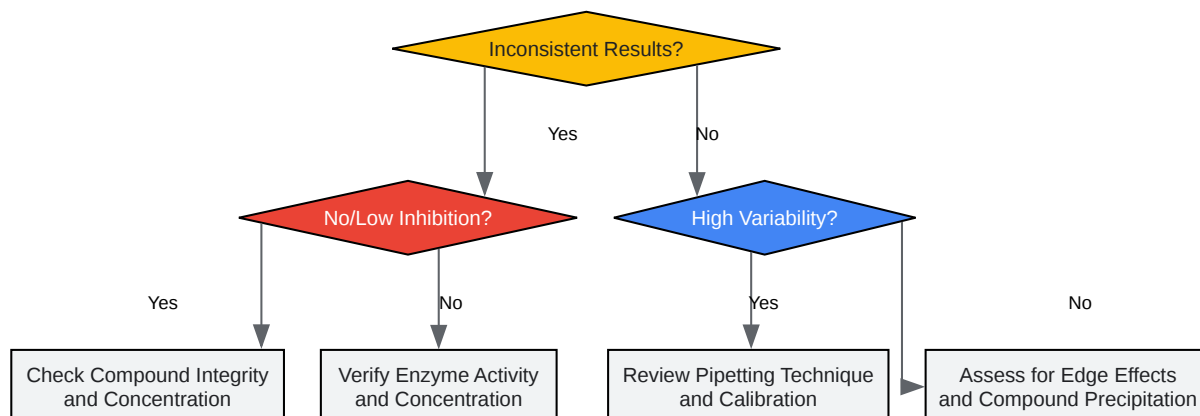 Inconsistent Results?
Yes
No
No/Low Inhibition?
High Variability?
Yes
No
Yes
No
Check Compound Integrity
and Concentration
Verify Enzyme Activity
and Concentration
Review Pipetting Technique
and Calibration
Assess for Edge Effects
and Compound Precipitation